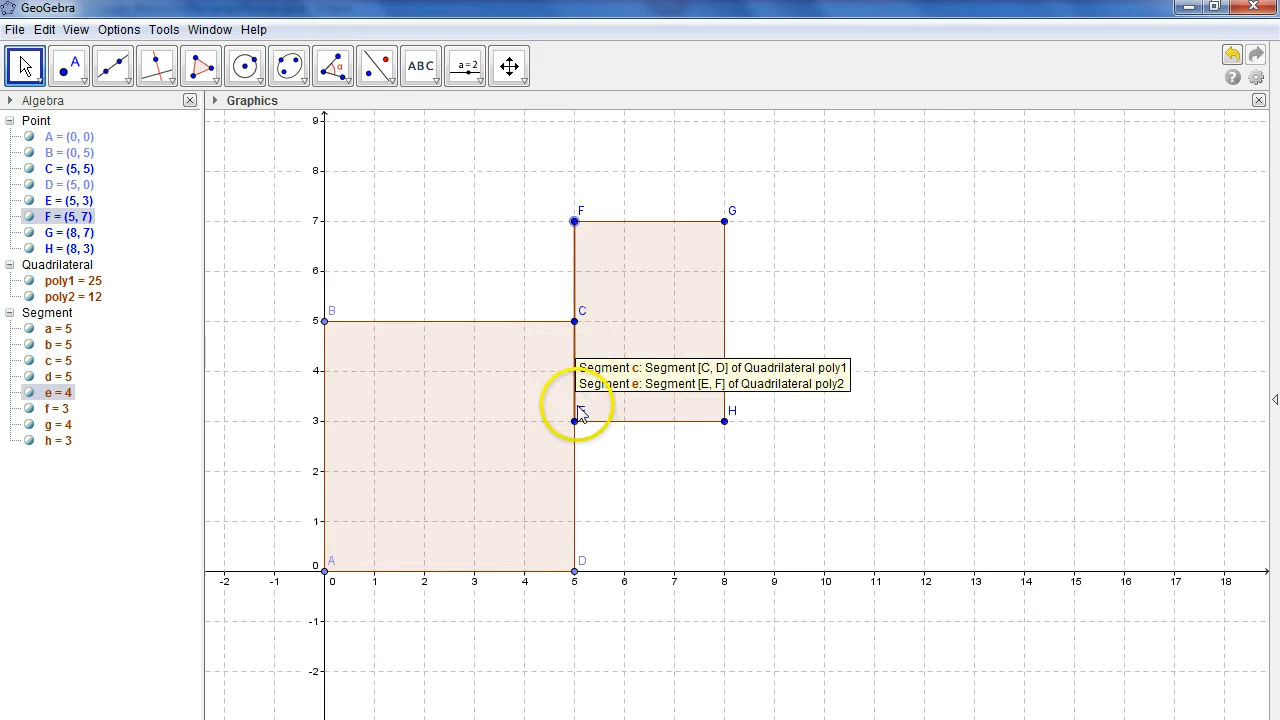 GeoGebra
File Edit View Options Tools Window Help
A α ABC a=2
Algebra
Graphics
Point
A = (0, 0)
B = (0, 5)
C = (5, 5)
D = (5, 0)
E = (5, 3)
F = (5, 7)
G = (8, 7)
H = (8, 3)
Quadrilateral
poly1 = 25
poly2 = 12
Segment
a = 5
b = 5
c = 5
d = 5
e = 4
f = 3
g = 4
h = 3
9
8
F G
7
6
B C
5
4
Segment c: Segment [C, D] of Quadrilateral poly1
Segment e: Segment [E, F] of Quadrilateral poly2
H
3
2
1
A D
0
-2 -1 0 1 2 3 4 5 6 7 8 9 10 11 12 13 14 15 16 17 18
-1
-2